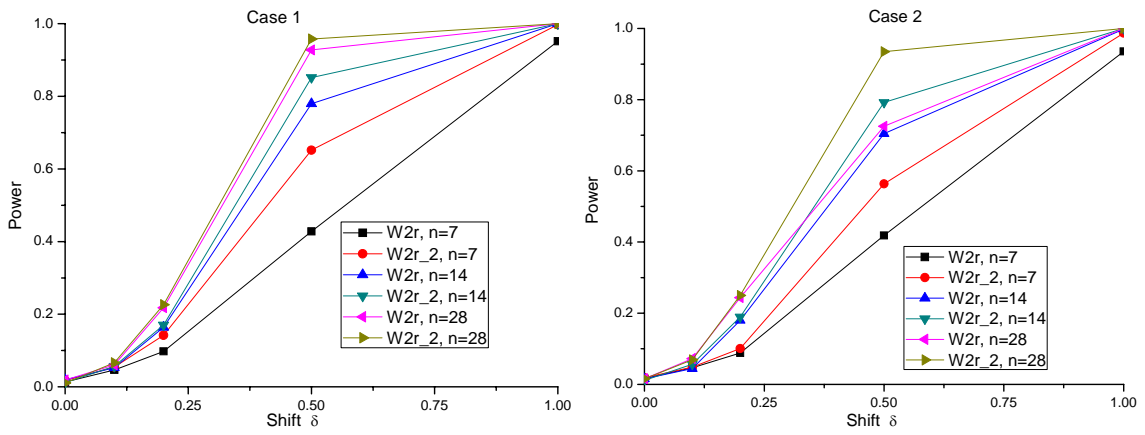 Case 1
1.0
0.8
0.6
0.4
0.2
0.0
Power
0.00
0.25
0.50
0.75
1.00
Shift δ
W2r, n=7
W2r_2, n=7
W2r, n=14
W2r_2, n=14
W2r, n=28
W2r_2, n=28
Case 2
1.0
0.8
0.6
0.4
0.2
0.0
Power
0.00
0.25
0.50
0.75
1.00
Shift δ
W2r, n=7
W2r_2, n=7
W2r, n=14
W2r_2, n=14
W2r, n=28
W2r_2, n=28